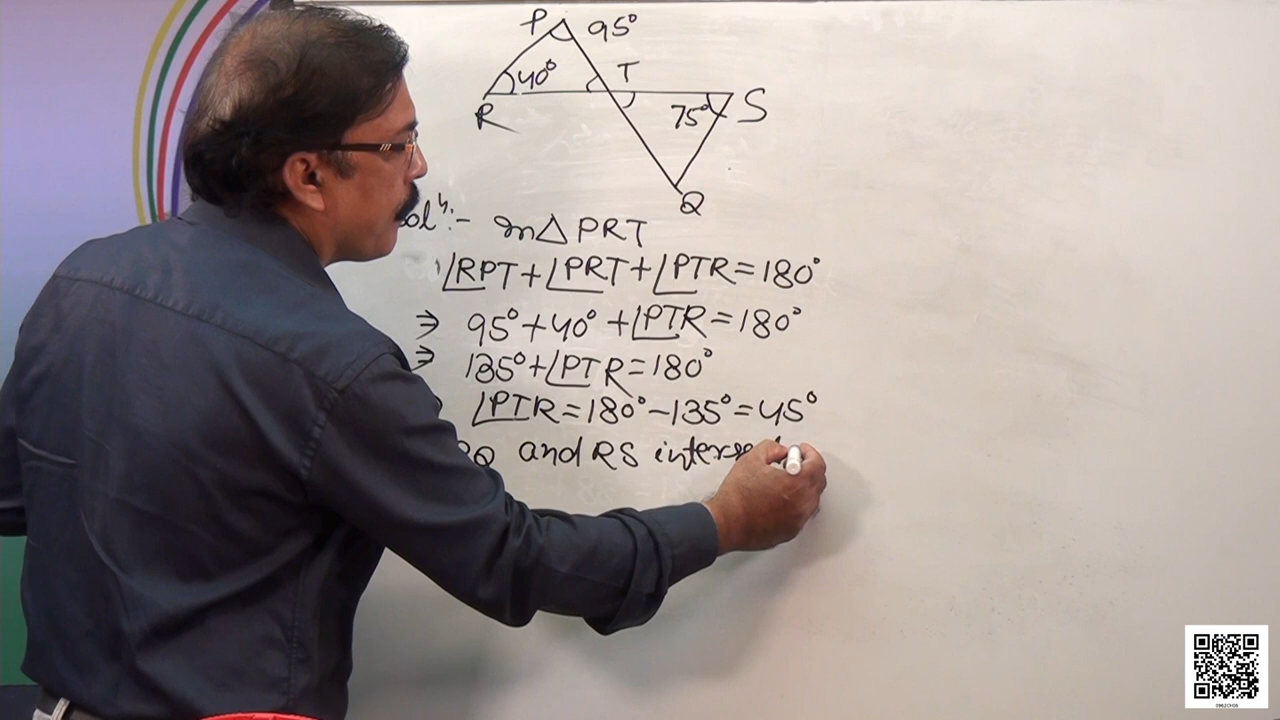 P 95°
40° T
R 75° S
Q
In △ PRT
∠RPT+∠PRT+∠PTR=180°
⇒ 95°+40°+∠PTR=180°
⇒ 135°+∠PTR=180°
∠PTR=180°-135°=45°
and RS
0962CH06